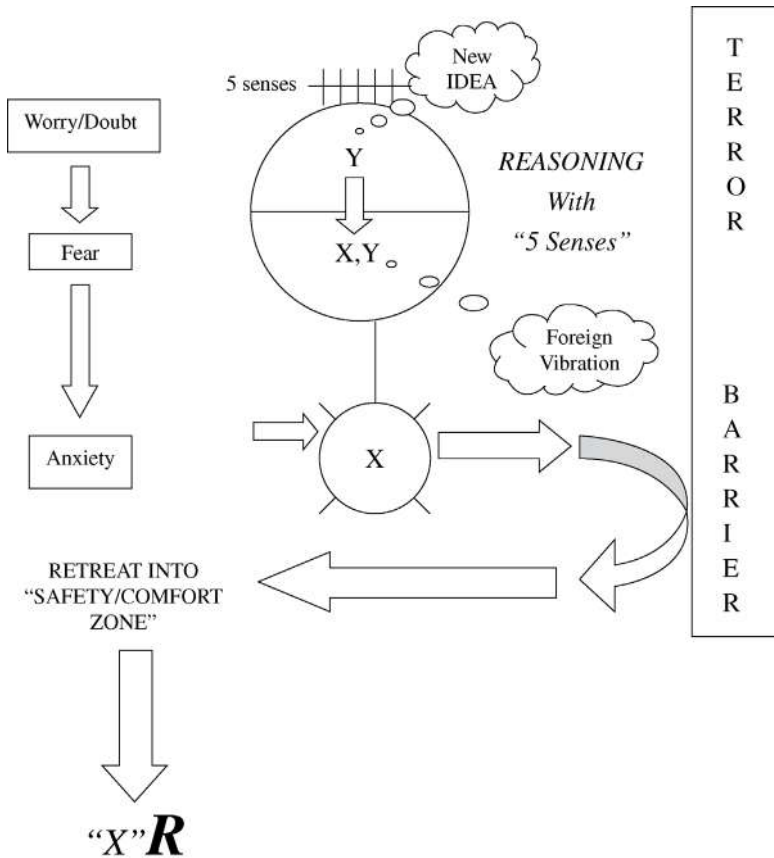 New
IDEA
5 senses
Worry/Doubt
Y
REASONING
With
“5 Senses”
Fear
X,Y
Foreign
Vibration
Anxiety
X
RETREAT INTO
“SAFETY/COMFORT
ZONE”
“X”R
T
E
R
R
O
R
B
A
R
R
I
E
R